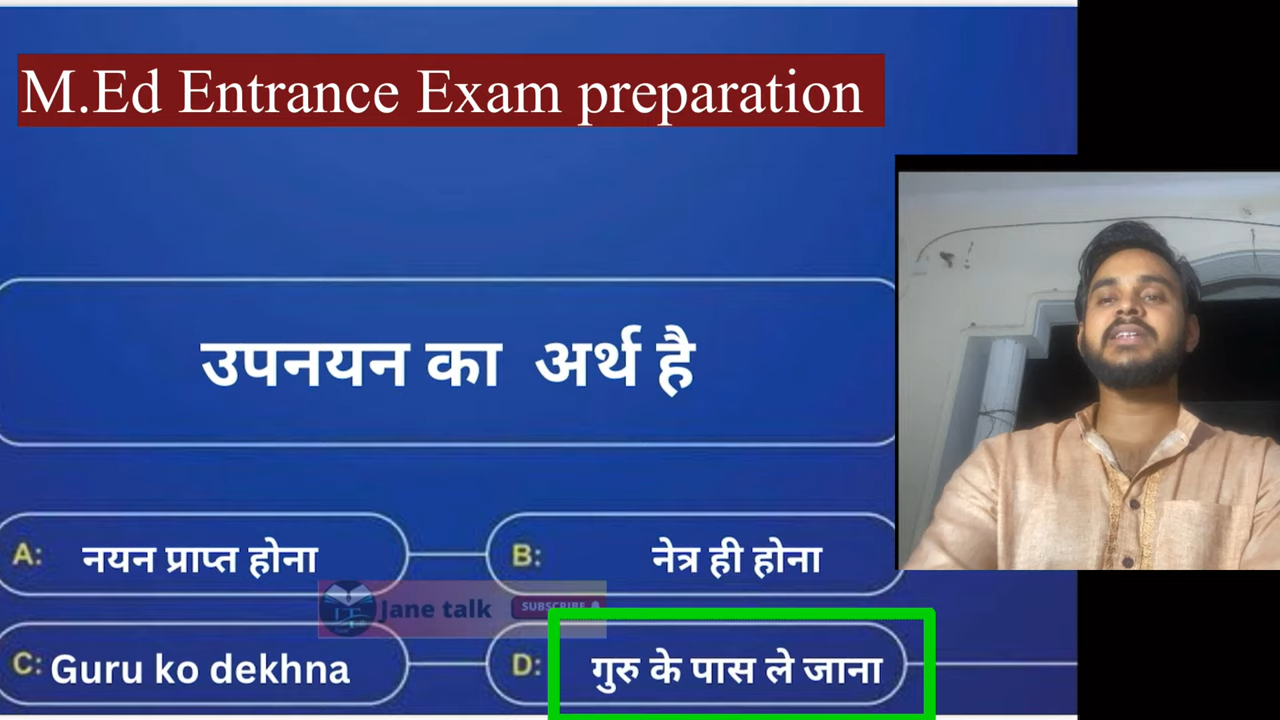 M.Ed Entrance Exam preparation
उपनयन का अर्थ है
A: नयन प्राप्त होना
B: नेत्र ही होना
Jane talk
SUBSCRIBE
C: Guru ko dekhna
D: गुरु के पास ले जाना